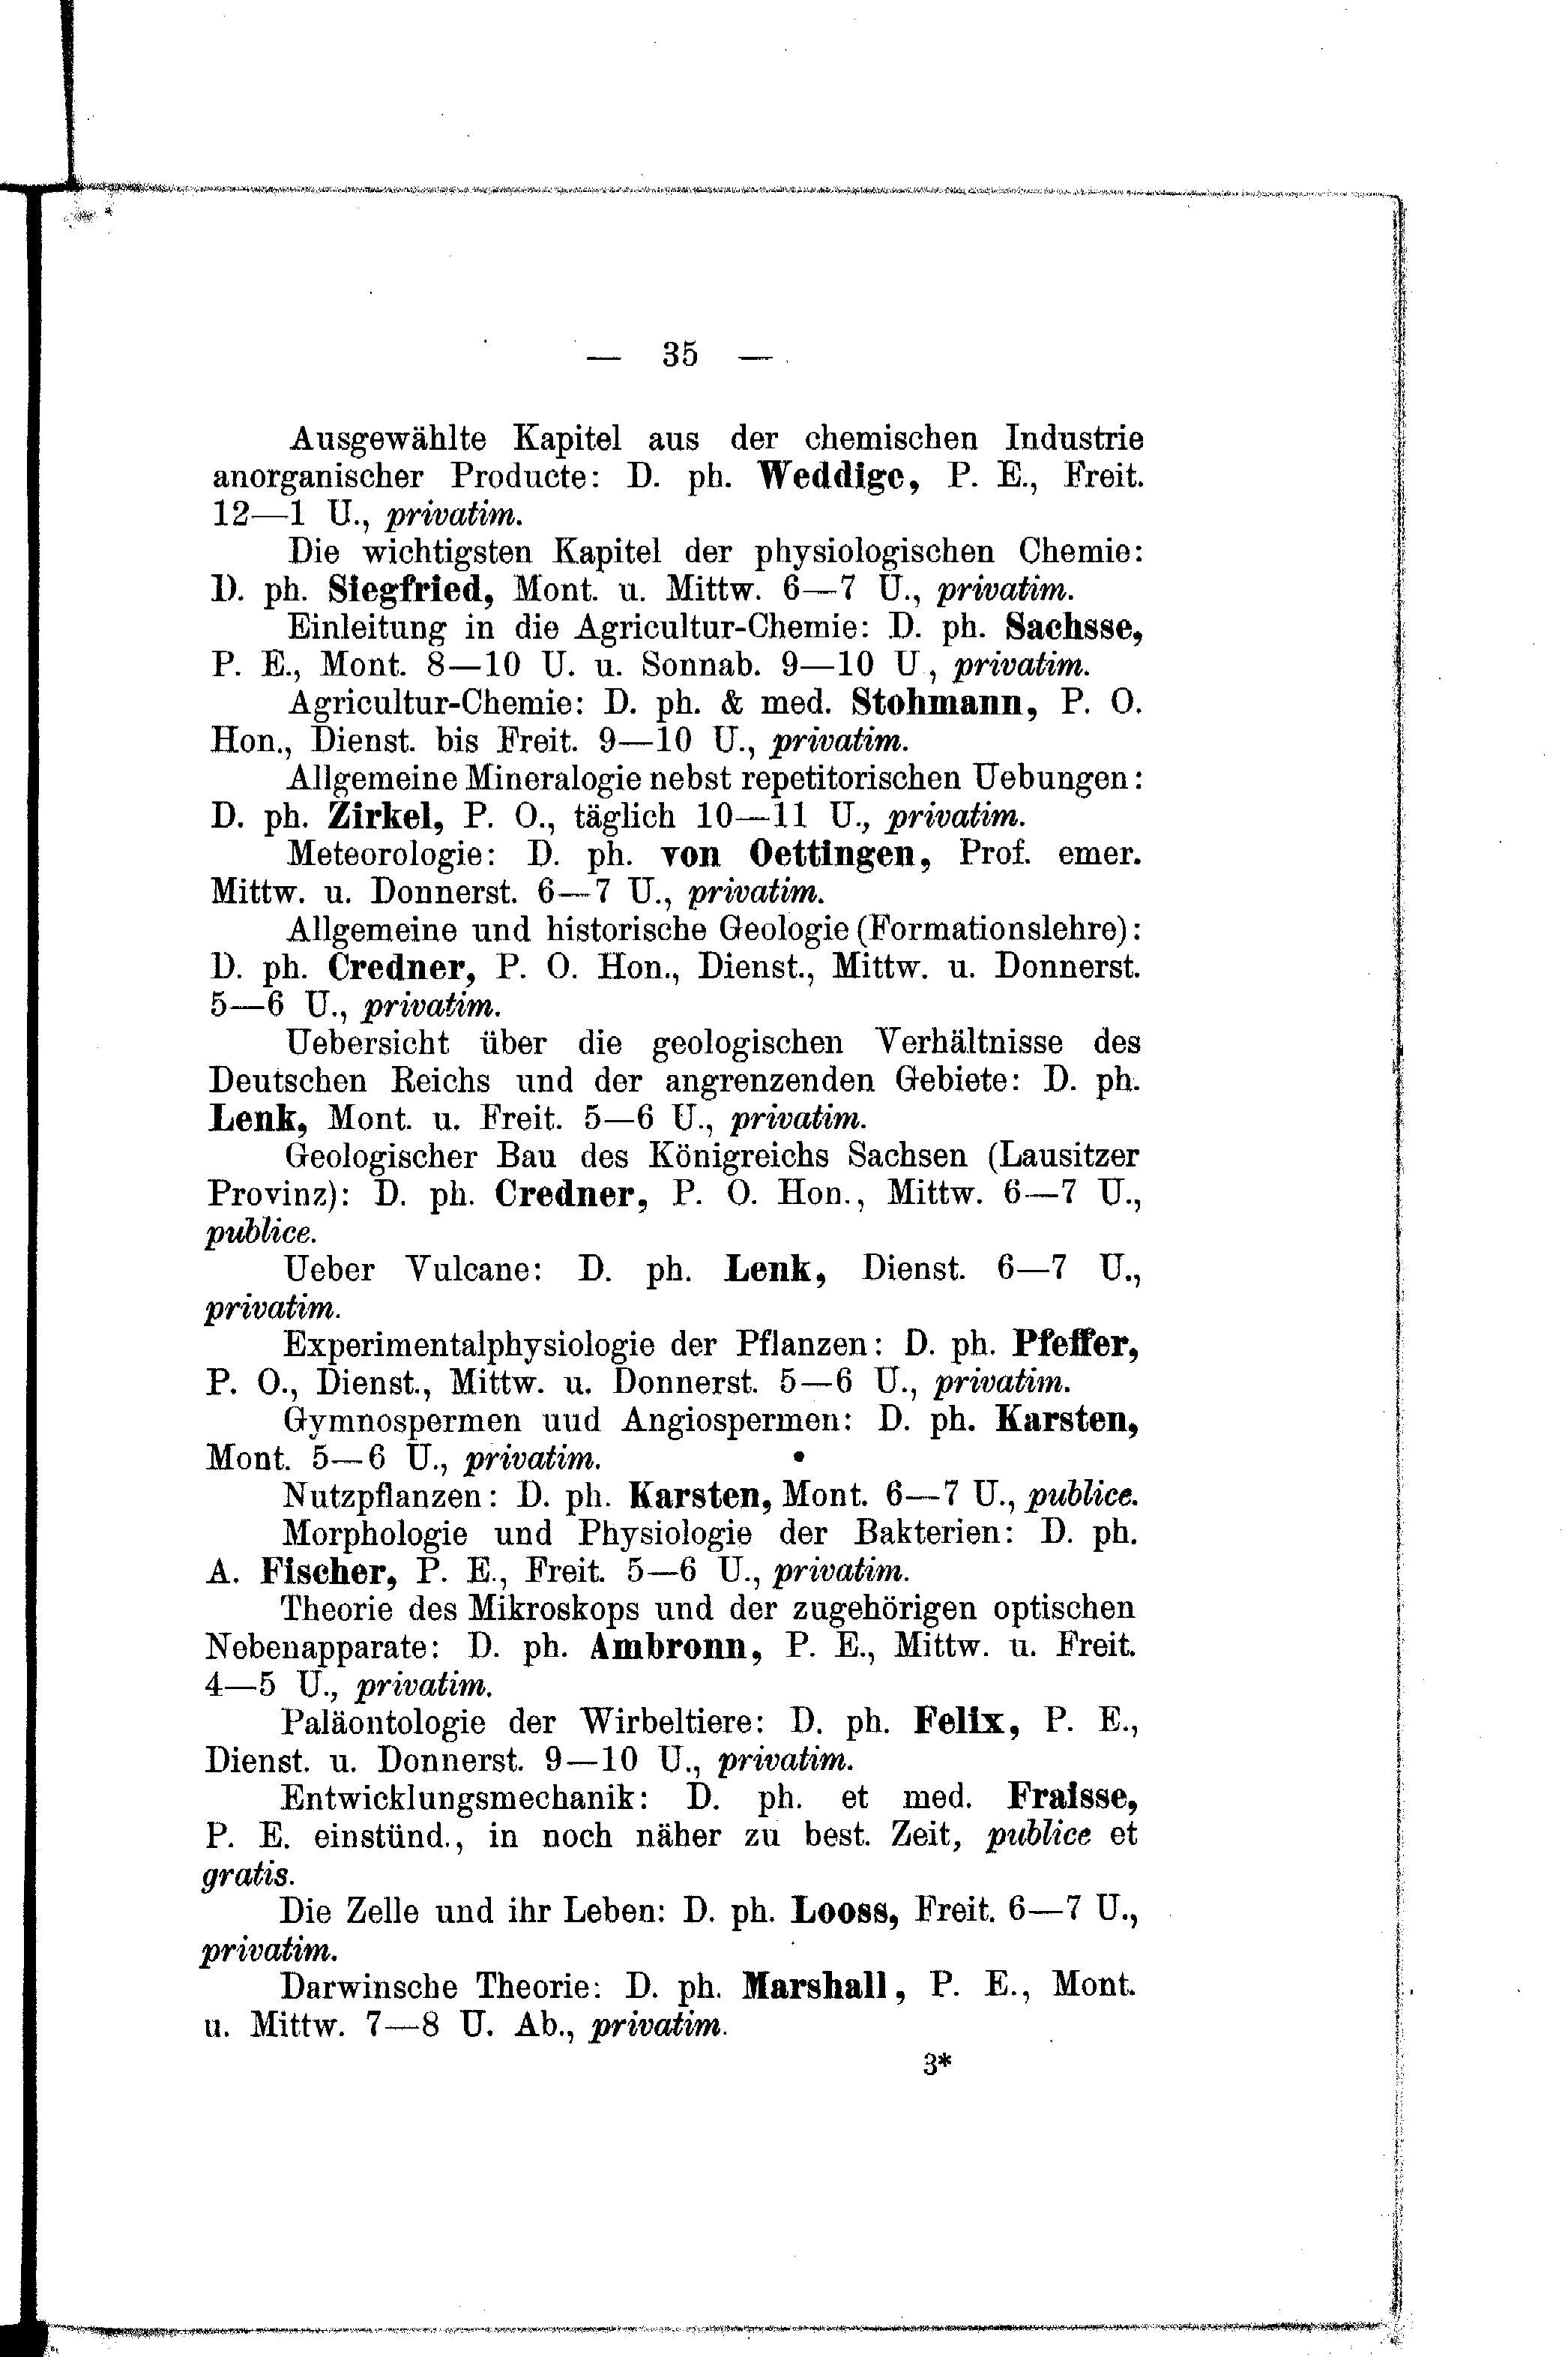 — 35 —
Ausgewählte Kapitel aus der chemischen Industrie
anorganischer Producte: D. ph. Weddige, P. E., Freit.
12—1 U., privatim.
Die wichtigsten Kapitel der physiologischen Chemie:
D. ph. Siegfried, Mont. u. Mittw. 6—7 U., privatim.
Einleitung in die Agricultur-Chemie: D. ph. Sachsse,
P. E., Mont. 8—10 U. u. Sonnab. 9—10 U , privatim.
Agricultur-Chemie: D. ph. & med. Stohmann, P. O.
Hon., Dienst. bis Freit. 9—10 U., privatim.
Allgemeine Mineralogie nebst repetitorischen Uebungen:
D. ph. Zirkel, P. O., täglich 10—11 U., privatim.
Meteorologie: D. ph. von Oettingen, Prof. emer.
Mittw. u. Donnerst. 6—7 U., privatim.
Allgemeine und historische Geologie (Formationslehre):
D. ph. Credner, P. O. Hon., Dienst., Mittw. u. Donnerst.
5—6 U., privatim.
Uebersicht über die geologischen Verhältnisse des
Deutschen Reichs und der angrenzenden Gebiete: D. ph.
Lenk, Mont. u. Freit. 5—6 U., privatim.
Geologischer Bau des Königreichs Sachsen (Lausitzer
Provinz): D. ph. Credner, P. O. Hon., Mittw. 6—7 U.,
publice.
Ueber Vulcane: D. ph. Lenk, Dienst. 6—7 U.,
privatim.
Experimentalphysiologie der Pflanzen: D. ph. Pfeffer,
P. O., Dienst., Mittw. u. Donnerst. 5—6 U., privatim.
Gymnospermen uud Angiospermen: D. ph. Karsten,
Mont. 5—6 U., privatim.
Nutzpflanzen: D. ph. Karsten, Mont. 6—7 U., publice.
Morphologie und Physiologie der Bakterien: D. ph.
A. Fischer, P. E., Freit. 5—6 U., privatim.
Theorie des Mikroskops und der zugehörigen optischen
Nebenapparate: D. ph. Ambronn, P. E., Mittw. u. Freit.
4—5 U., privatim.
Paläontologie der Wirbeltiere: D. ph. Felix, P. E.,
Dienst. u. Donnerst. 9—10 U., privatim.
Entwicklungsmechanik: D. ph. et med. Fraisse,
P. E. einstünd., in noch näher zu best. Zeit, publice et
gratis.
Die Zelle und ihr Leben: D. ph. Looss, Freit. 6—7 U.,
privatim.
Darwinsche Theorie: D. ph. Marshall, P. E., Mont.
u. Mittw. 7—8 U. Ab., privatim.
3*